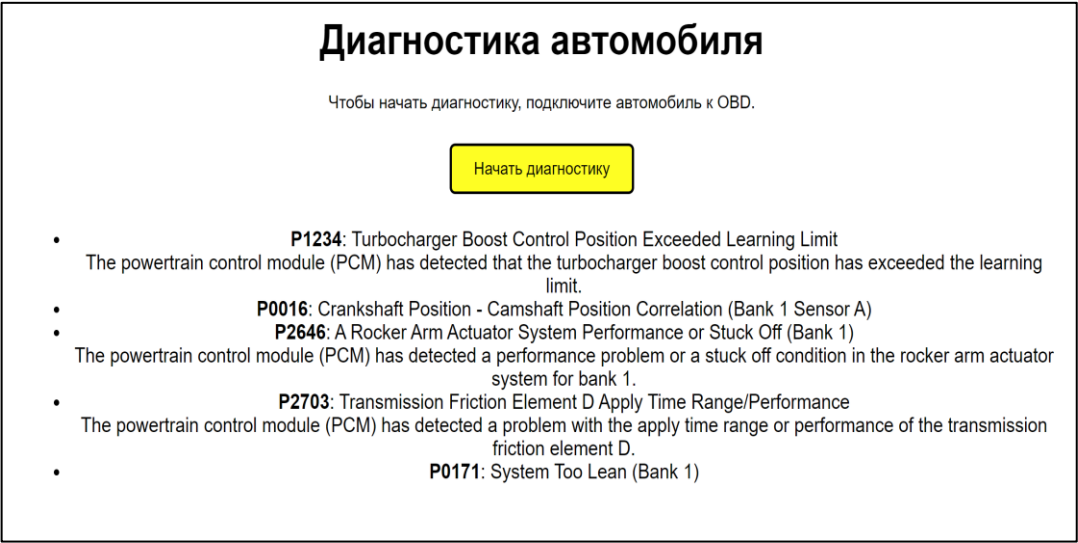 Диагностика автомобиля
Чтобы начать диагностику, подключите автомобиль к OBD.
Начать диагностику
• P1234: Turbocharger Boost Control Position Exceeded Learning Limit
The powertrain control module (PCM) has detected that the turbocharger boost control position has exceeded the learning
limit.
• P0016: Crankshaft Position - Camshaft Position Correlation (Bank 1 Sensor A)
• P2646: A Rocker Arm Actuator System Performance or Stuck Off (Bank 1)
The powertrain control module (PCM) has detected a performance problem or a stuck off condition in the rocker arm actuator
system for bank 1.
• P2703: Transmission Friction Element D Apply Time Range/Performance
The powertrain control module (PCM) has detected a problem with the apply time range or performance of the transmission
friction element D.
• P0171: System Too Lean (Bank 1)